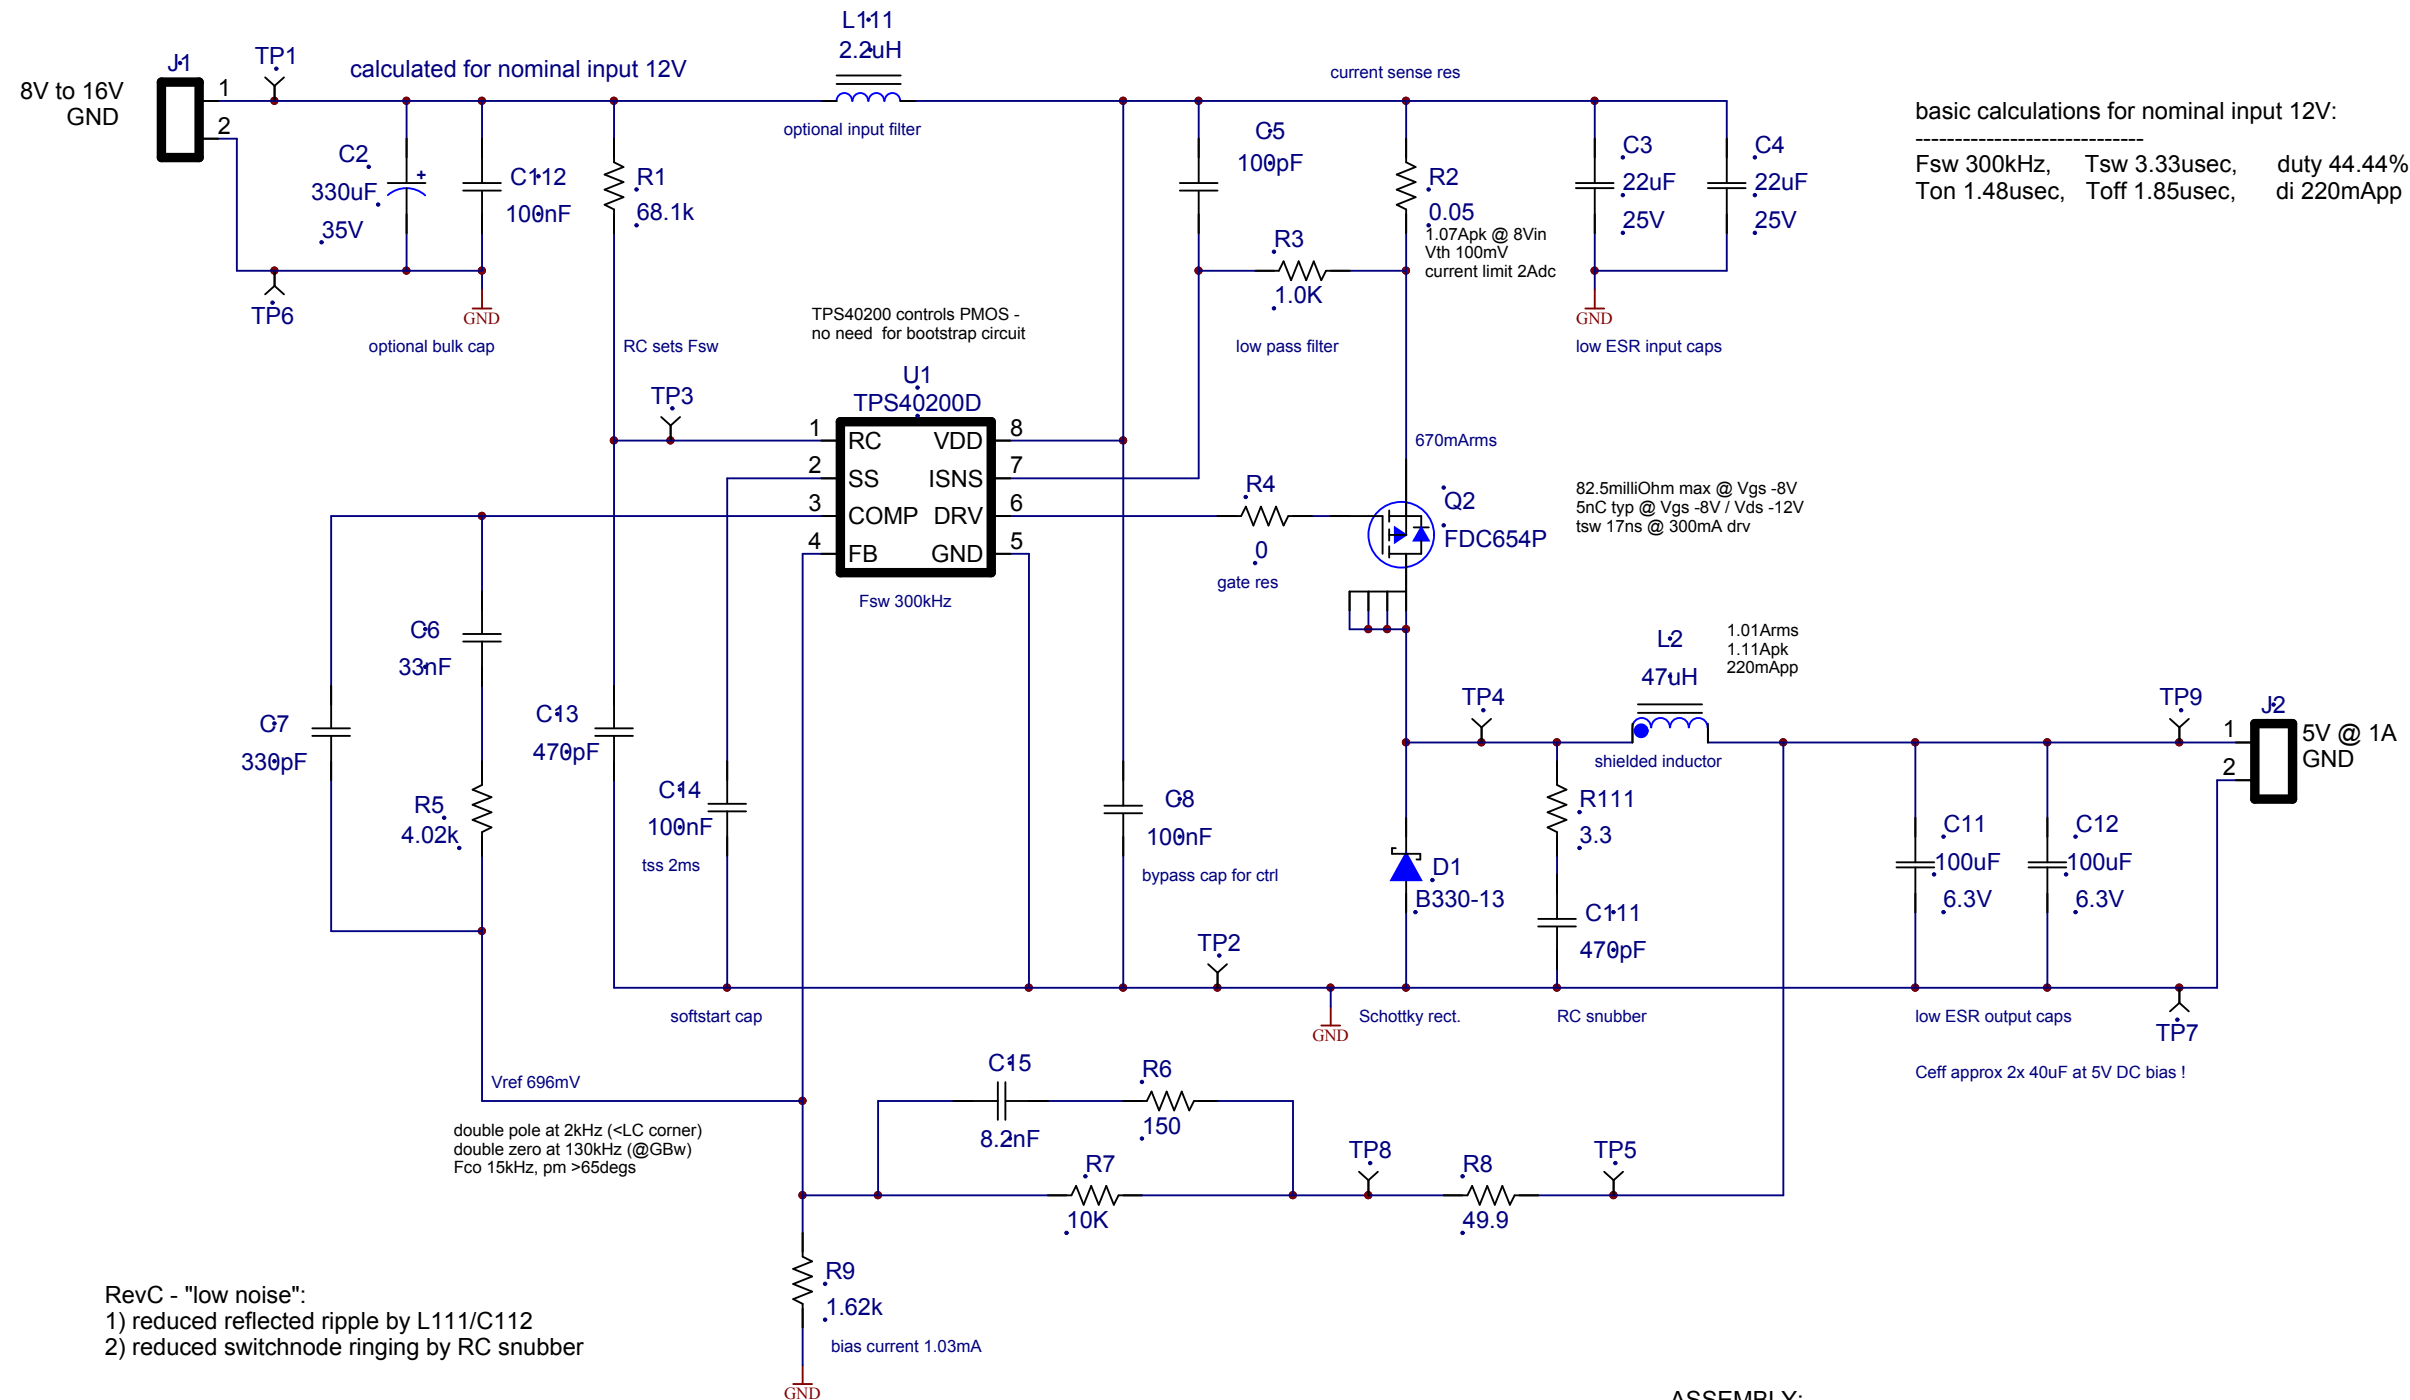 L111
2.2uH
J1
TP1
calculated for nominal input 12V
current sense res
8V to 16V
GND
1
2
optional input filter
basic calculations for nominal input 12V:
----------------------------
Fsw 300kHz, Tsw 3.33usec, duty 44.44%
Ton 1.48usec, Toff 1.85usec, di 220mApp
C2
330uF
35V
+
C112
100nF
R1
68.1k
C5
100pF
R2
0.05
1.07Apk @ 8Vin
Vth 100mV
current limit 2Adc
C3
22uF
25V
C4
22uF
25V
R3
1.0K
TP6
GND
GND
optional bulk cap
RC sets Fsw
TPS40200 controls PMOS -
no need for bootstrap circuit
low pass filter
low ESR input caps
U1
TPS40200D
TP3
1
2
3
4
RC
SS
COMP
FB
VDD
ISNS
DRV
GND
8
7
6
5
Fsw 300kHz
670mArms
R4
0
gate res
Q2
FDC654P
82.5milliOhm max @ Vgs -8V
5nC typ @ Vgs -8V / Vds -12V
tsw 17ns @ 300mA drv
C6
33nF
C7
330pF
R5
4.02k
C13
470pF
C14
100nF
tss 2ms
C8
100nF
bypass cap for ctrl
L2
47uH
1.01Arms
1.11Apk
220mApp
shielded inductor
TP4
TP9
J2
1
2
5V @ 1A
GND
R111
3.3
C111
470pF
D1
B330-13
C11
100uF
6.3V
C12
100uF
6.3V
TP2
softstart cap
GND
Schottky rect.
RC snubber
low ESR output caps
TP7
Ceff approx 2x 40uF at 5V DC bias !
Vref 696mV
double pole at 2kHz (<LC corner)
double zero at 130kHz (@GBw)
Fco 15kHz, pm >65degs
C15
8.2nF
R6
150
R7
10K
TP8
R8
49.9
TP5
R9
1.62k
bias current 1.03mA
GND
RevC - "low noise":
1) reduced reflected ripple by L111/C112
2) reduced switchnode ringing by RC snubber
ASSEMBLY: